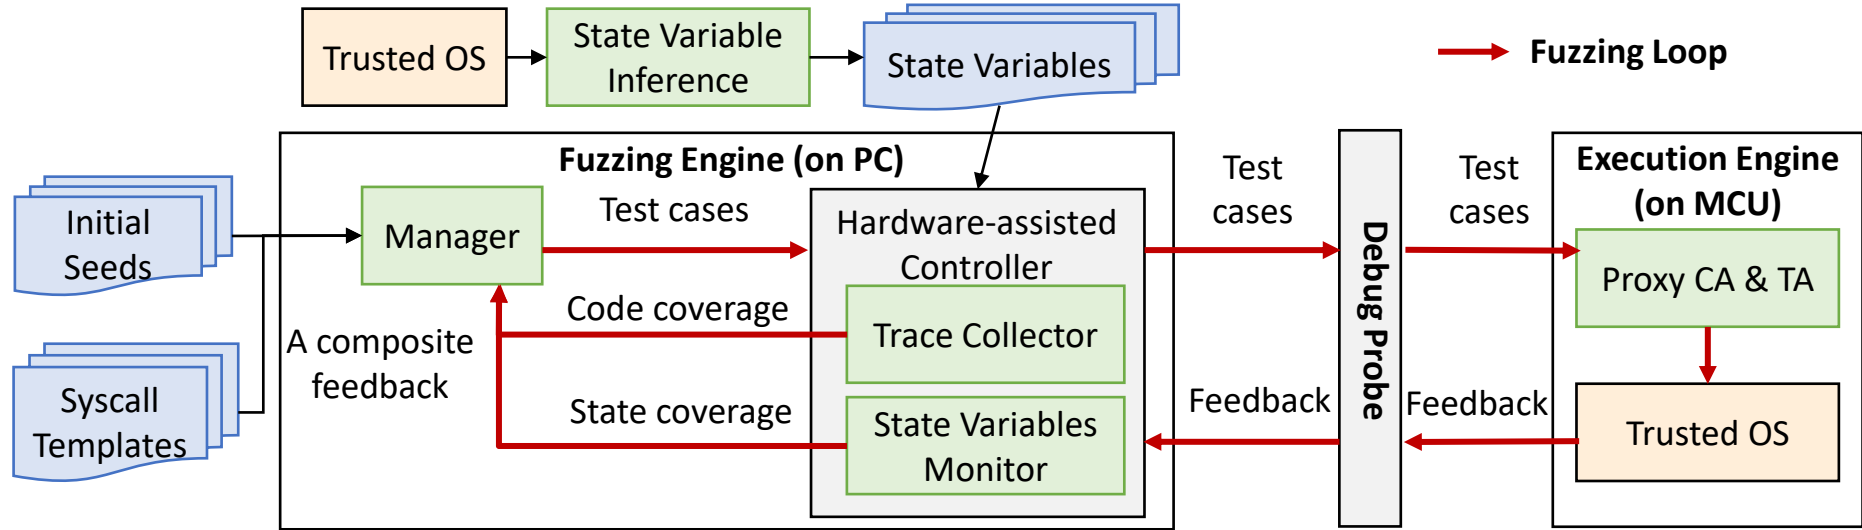 Trusted OS
State Variable
Inference
State Variables
Fuzzing Loop
Fuzzing Engine (on PC)
Initial
Seeds
Syscall
Templates
Manager
Test cases
Hardware-assisted
Controller
Code coverage
Trace Collector
A composite
feedback
State coverage
State Variables
Monitor
Test
cases
Feedback
Debug Probe
Test
cases
Feedback
Execution Engine
(on MCU)
Proxy CA & TA
Trusted OS